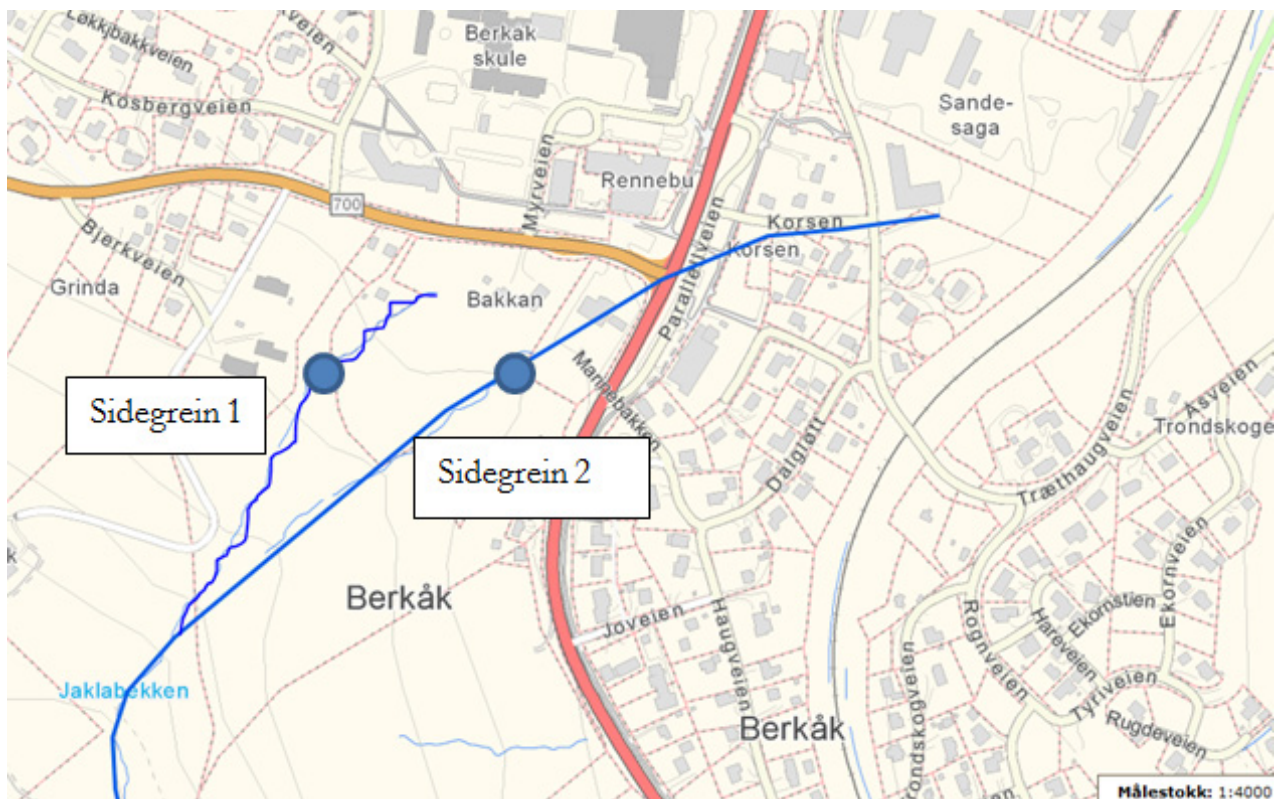 Løkkjbakkveien
Berkåk
skule
Kosbergveien
Sande-
saga
Myrveien
Rennebu
700
Korsen
Korsen
Bjerkveien
Grinda
Bakkan
Parallellveien
Mannebakken
Sidegrein 1
Sidegrein 2
Dalgløtt
Træthaugveien
Åsveien
Trondskoge
Ekornveien
Berkåk
Joveien
Haugveien
Rognveien
Hareveien
Ekornstien
Jaklabekken
Tyriveien
Rugdeveien
Berkåk
rondskogveien
Målestokk: 1:4000